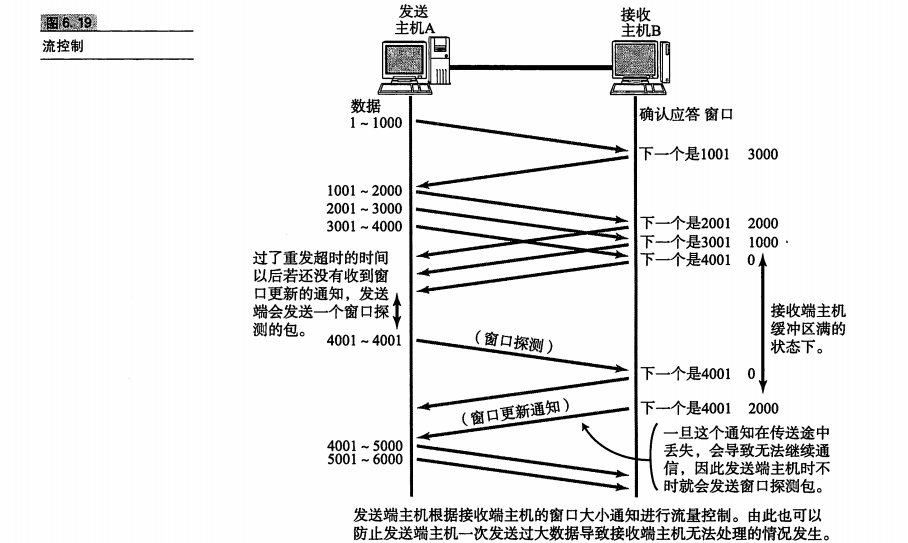 图6.19
流控制
发送
主机A
接收
主机B
数据
确认应答 窗口
1～1000
下一个是1001 3000
1001～2000
2001～3000
3001～4000
下一个是2001 2000
下一个是3001 1000
下一个是4001 0
过了重发超时的时间
以后若还没有收到窗
口更新的通知，发送
端会发送一个窗口探
测的包。
接收端主机
缓冲区满的
状态下。
4001～4001
（窗口探测）
下一个是4001 0
（窗口更新通知）
下一个是4001 2000
4001～5000
5001～6000
一旦这个通知在传送途中
丢失，会导致无法继续通
信，因此发送端主机时不
时就会发送窗口探测包。
发送端主机根据接收端主机的窗口大小通知进行流量控制。由此也可以
防止发送端主机一次发送过大数据导致接收端主机无法处理的情况发生。